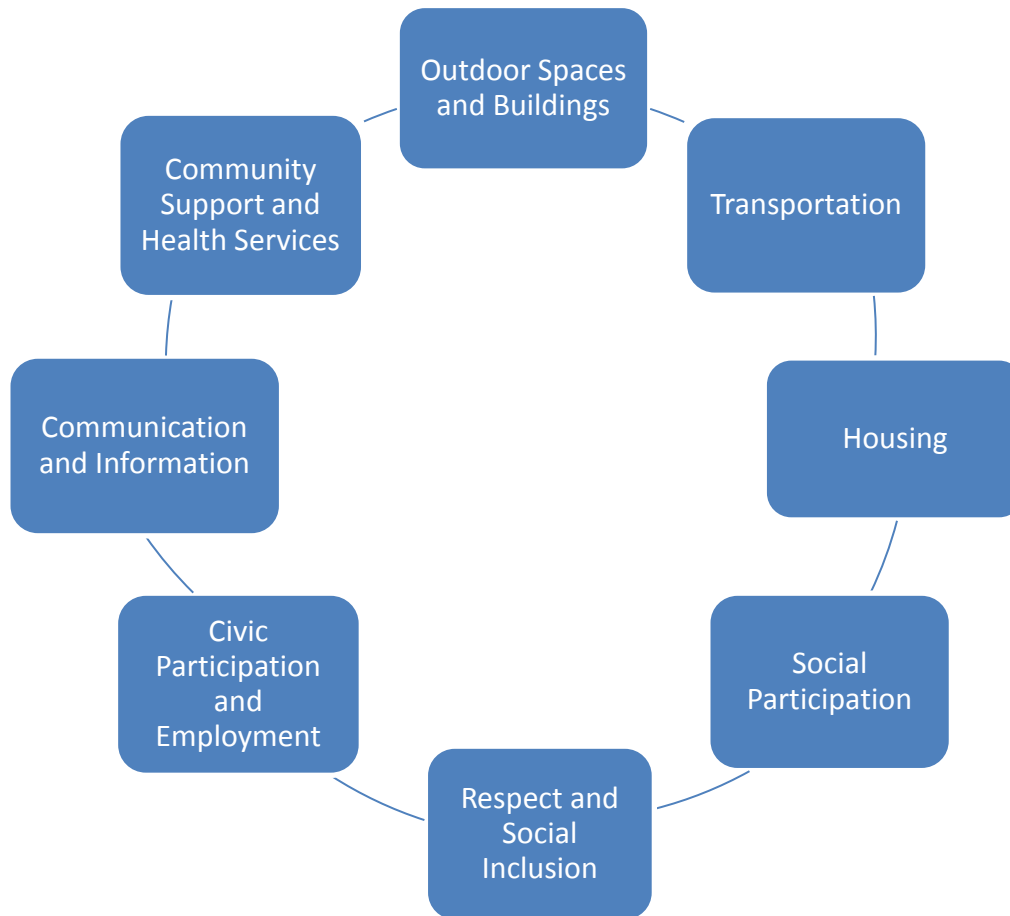 Outdoor Spaces
and Buildings
Transportation
Housing
Social
Participation
Respect and
Social
Inclusion
Civic
Participation
and
Employment
Communication
and Information
Community
Support and
Health Services